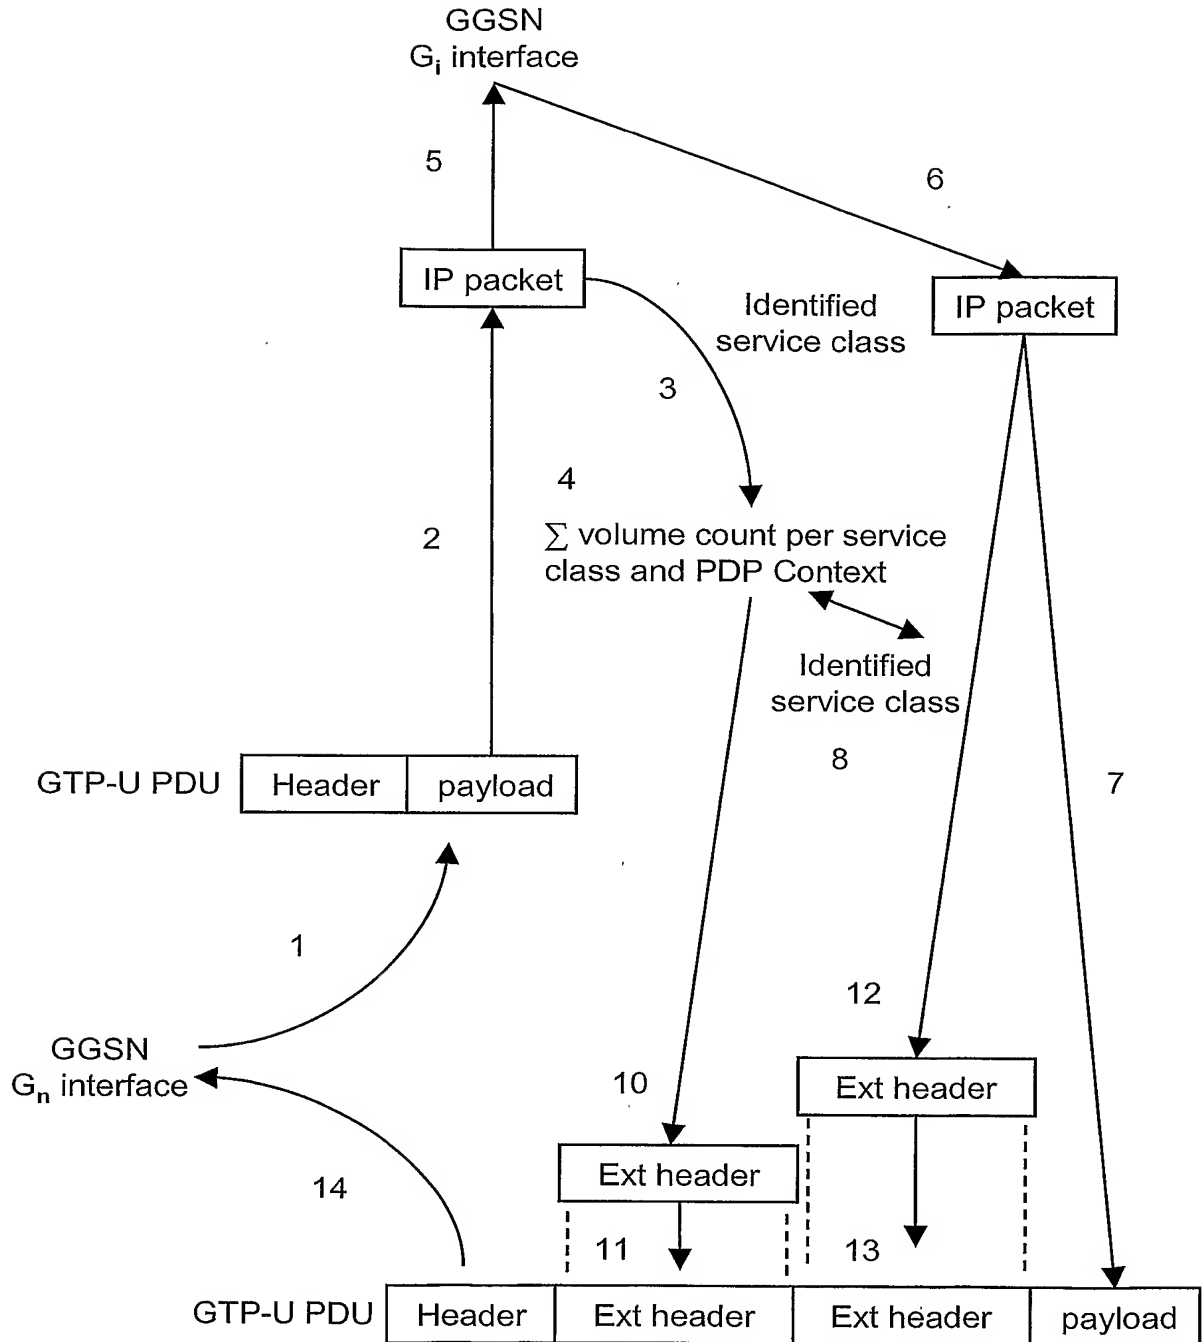 GGSN
Gi interface
5
6
IP packet
IP packet
Identified
service class
3
4
2
∑ volume count per service
class and PDP Context
Identified
service class
8
7
GTP-U PDU
Header
payload
1
12
GGSN
Gn interface
10
Ext header
Ext header
14
11
13
GTP-U PDU
Header
Ext header
Ext header
payload